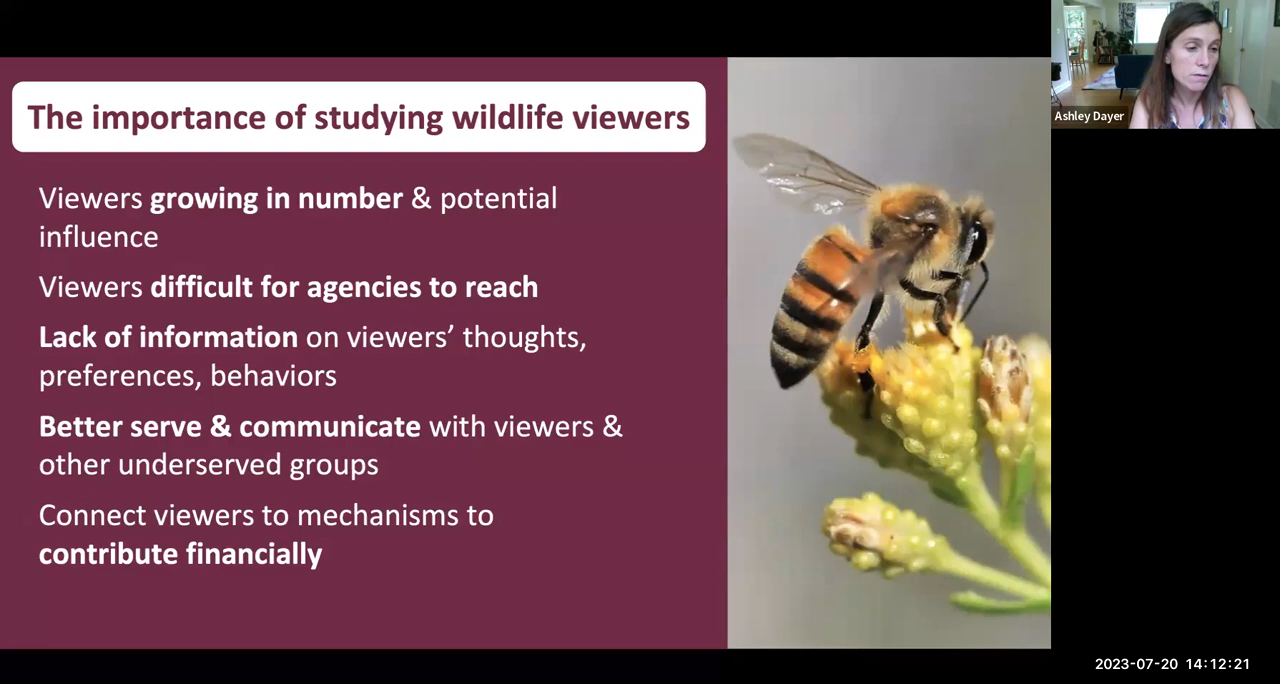 The importance of studying wildlife viewers
Viewers growing in number & potential
influence
Viewers difficult for agencies to reach
Lack of information on viewers’ thoughts,
preferences, behaviors
Better serve & communicate with viewers &
other underserved groups
Connect viewers to mechanisms to
contribute financially
Ashley Dayer
2023-07-20 14:12:21